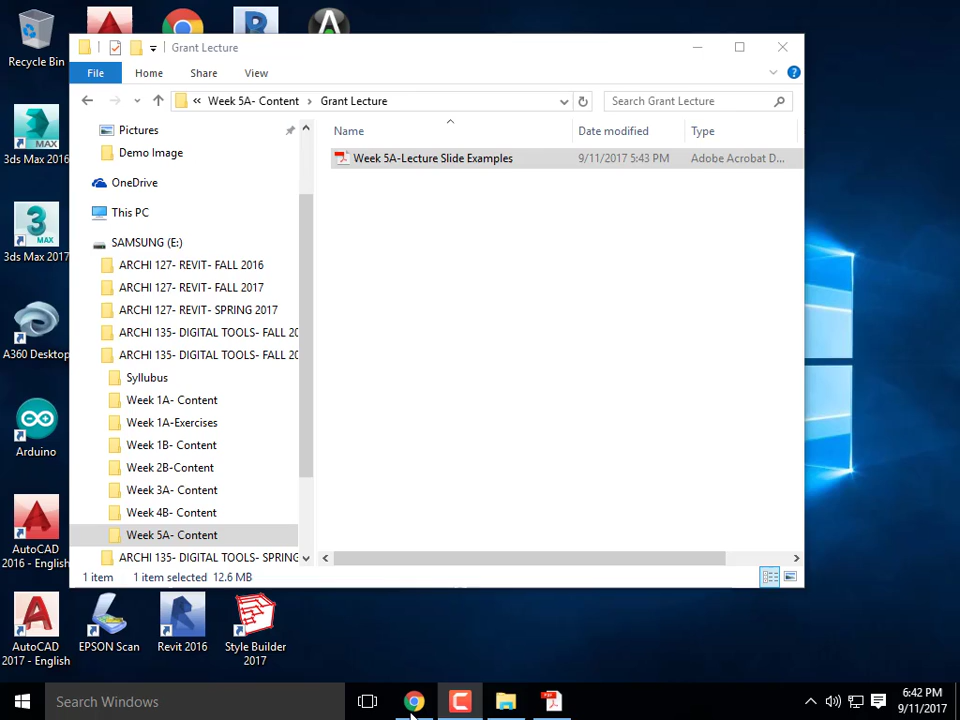 Recycle Bin
3ds Max 2016
3ds Max 2017
A360 Desktop
Arduino
AutoCAD
2016 - English
AutoCAD
2017 - English
EPSON Scan
Revit 2016
Style Builder
2017
Grant Lecture
File Home Share View
« Week 5A- Content › Grant Lecture
Search Grant Lecture
Name Date modified Type
Week 5A-Lecture Slide Examples 9/11/2017 5:43 PM Adobe Acrobat D...
Pictures
Demo Image
OneDrive
This PC
SAMSUNG (E:)
ARCHI 127- REVIT- FALL 2016
ARCHI 127- REVIT- FALL 2017
ARCHI 127- REVIT- SPRING 2017
ARCHI 135- DIGITAL TOOLS- FALL 20
ARCHI 135- DIGITAL TOOLS- FALL 20
Syllubus
Week 1A- Content
Week 1A-Exercises
Week 1B- Content
Week 2B-Content
Week 3A- Content
Week 4B- Content
Week 5A- Content
ARCHI 135- DIGITAL TOOLS- SPRING
1 item 1 item selected 12.6 MB
Search Windows
6:42 PM
9/11/2017